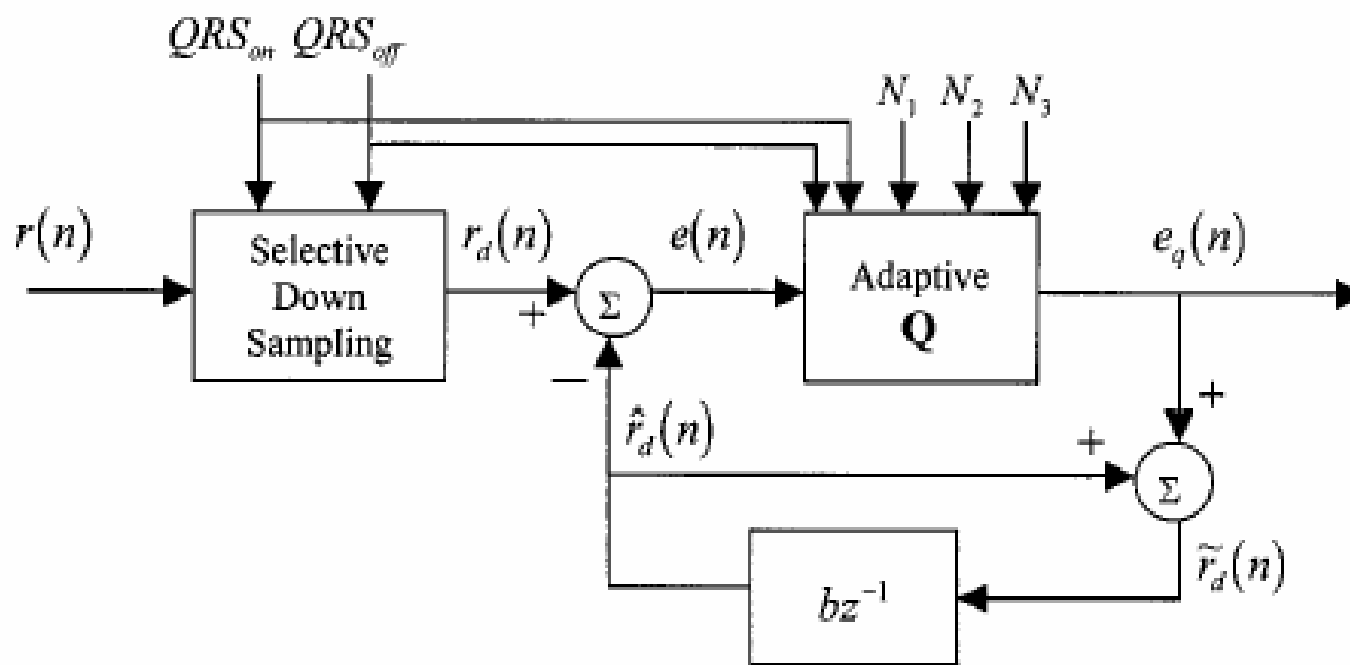 QRS_on QRS_off
N_1 N_2 N_3
r(n)
Selective
Down
Sampling
r_d(n)
+
Σ
−
e(n)
Adaptive
Q
e_q(n)
+
r̂_d(n)
+
Σ
r̃_d(n)
bz^{-1}